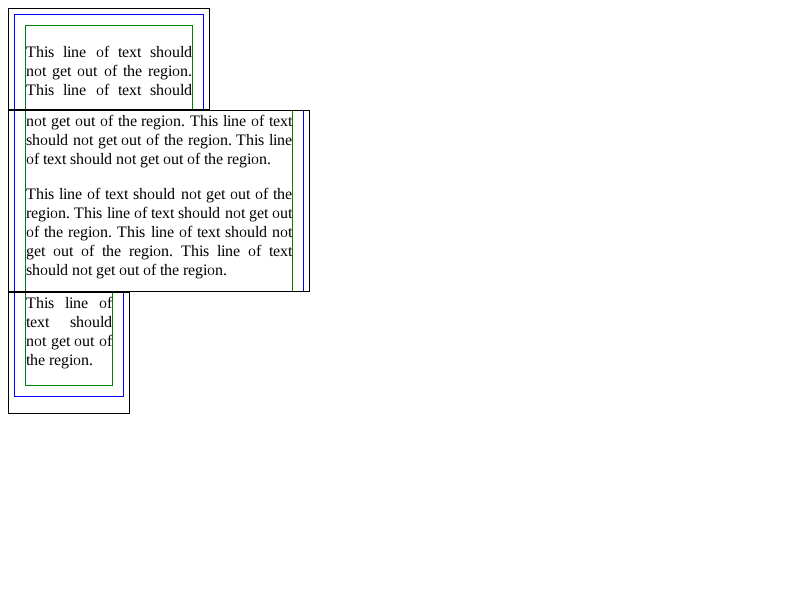 This line of text should
not get out of the region.
This line of text should
not get out of the region. This line of text
should not get out of the region. This line
of text should not get out of the region.
This line of text should not get out of the
region. This line of text should not get out
of the region. This line of text should not
get out of the region. This line of text
should not get out of the region.
This line of
text should
not get out of
the region.